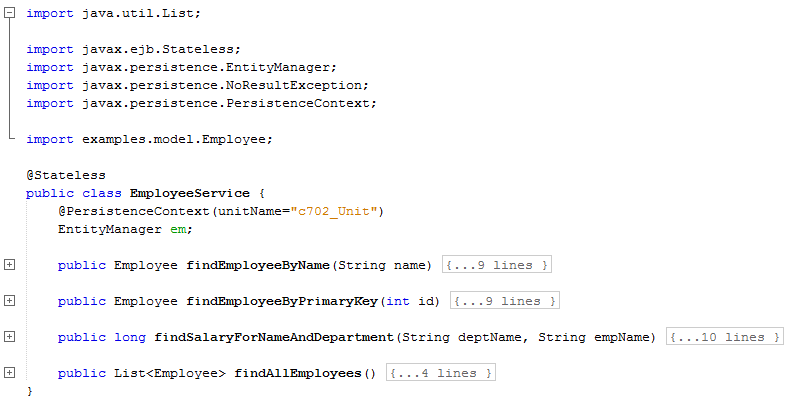 import java.util.List;
import javax.ejb.Stateless;
import javax.persistence.EntityManager;
import javax.persistence.NoResultException;
import javax.persistence.PersistenceContext;
import examples.model.Employee;
@Stateless
public class EmployeeService {
@PersistenceContext(unitName="c702_Unit")
EntityManager em;
public Employee findEmployeeByName(String name) {...9 lines }
public Employee findEmployeeByPrimaryKey(int id) {...9 lines }
public long findSalaryForNameAndDepartment(String deptName, String empName) {...10 lines }
public List<Employee> findAllEmployees() {...4 lines }
}